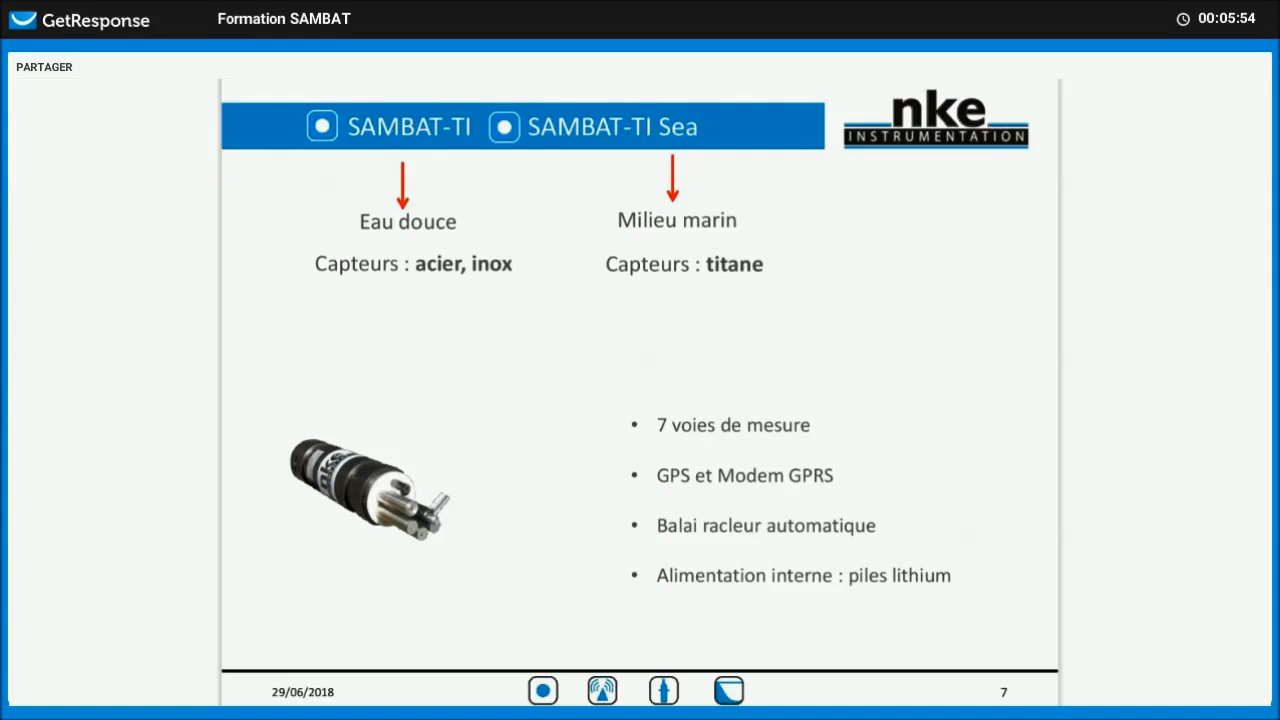 GetResponse
Formation SAMBAT
00:05:54
PARTAGER
SAMBAT-TI SAMBAT-TI Sea
nke
INSTRUMENTATION
Eau douce
Milieu marin
Capteurs : acier, inox
Capteurs : titane
• 7 voies de mesure
• GPS et Modem GPRS
• Balai racleur automatique
• Alimentation interne : piles lithium
nke
29/06/2018
7